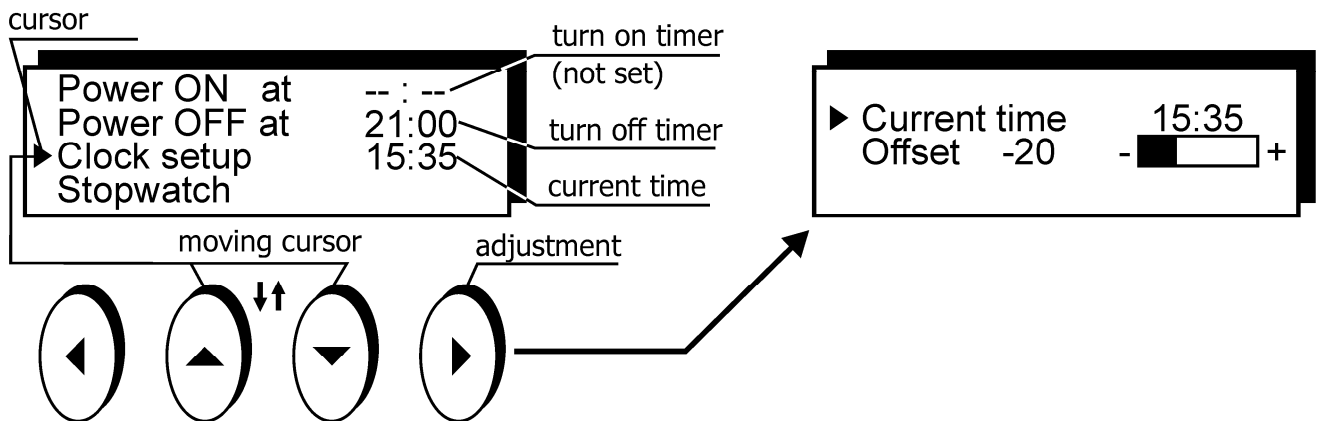 cursor
turn on timer
(not set)
Power ON at -- : --
Power OFF at 21:00
turn off timer
Clock setup 15:35
current time
Stopwatch
moving cursor
adjustment
Current time 15:35
Offset -20 - +